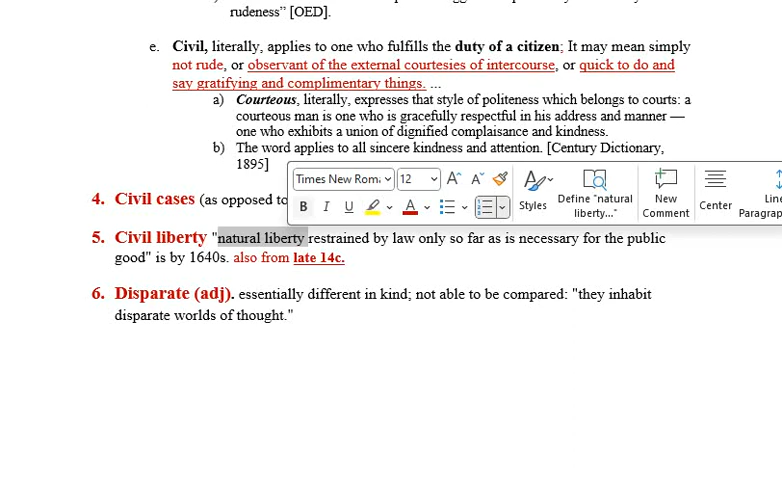 rudeness” [OED].
e. Civil, literally, applies to one who fulfills the duty of a citizen; It may mean simply
not rude, or observant of the external courtesies of intercourse, or quick to do and
say gratifying and complimentary things. ...
a) Courteous, literally, expresses that style of politeness which belongs to courts: a
courteous man is one who is gracefully respectful in his address and manner —
one who exhibits a union of dignified complaisance and kindness.
b) The word applies to all sincere kindness and attention. [Century Dictionary,
1895]
Times New Rom 12
B I U A Styles Define "natural liberty..." New Comment Center
4. Civil cases (as opposed to
5. Civil liberty "natural liberty restrained by law only so far as is necessary for the public
good" is by 1640s. also from late 14c.
6. Disparate (adj). essentially different in kind; not able to be compared: "they inhabit
disparate worlds of thought."